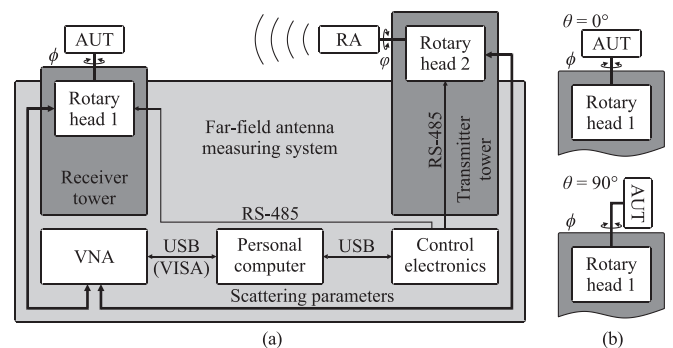 AUT
ϕ
Rotary
head 1
Receiver
tower
RA
φ
Rotary
head 2
RS-485
Transmitter
tower
Far-field antenna
measuring system
RS-485
VNA
USB
(VISA)
Personal
computer
USB
Control
electronics
Scattering parameters
(a)
θ = 0°
AUT
ϕ
Rotary
head 1
θ = 90°
AUT
ϕ
Rotary
head 1
(b)